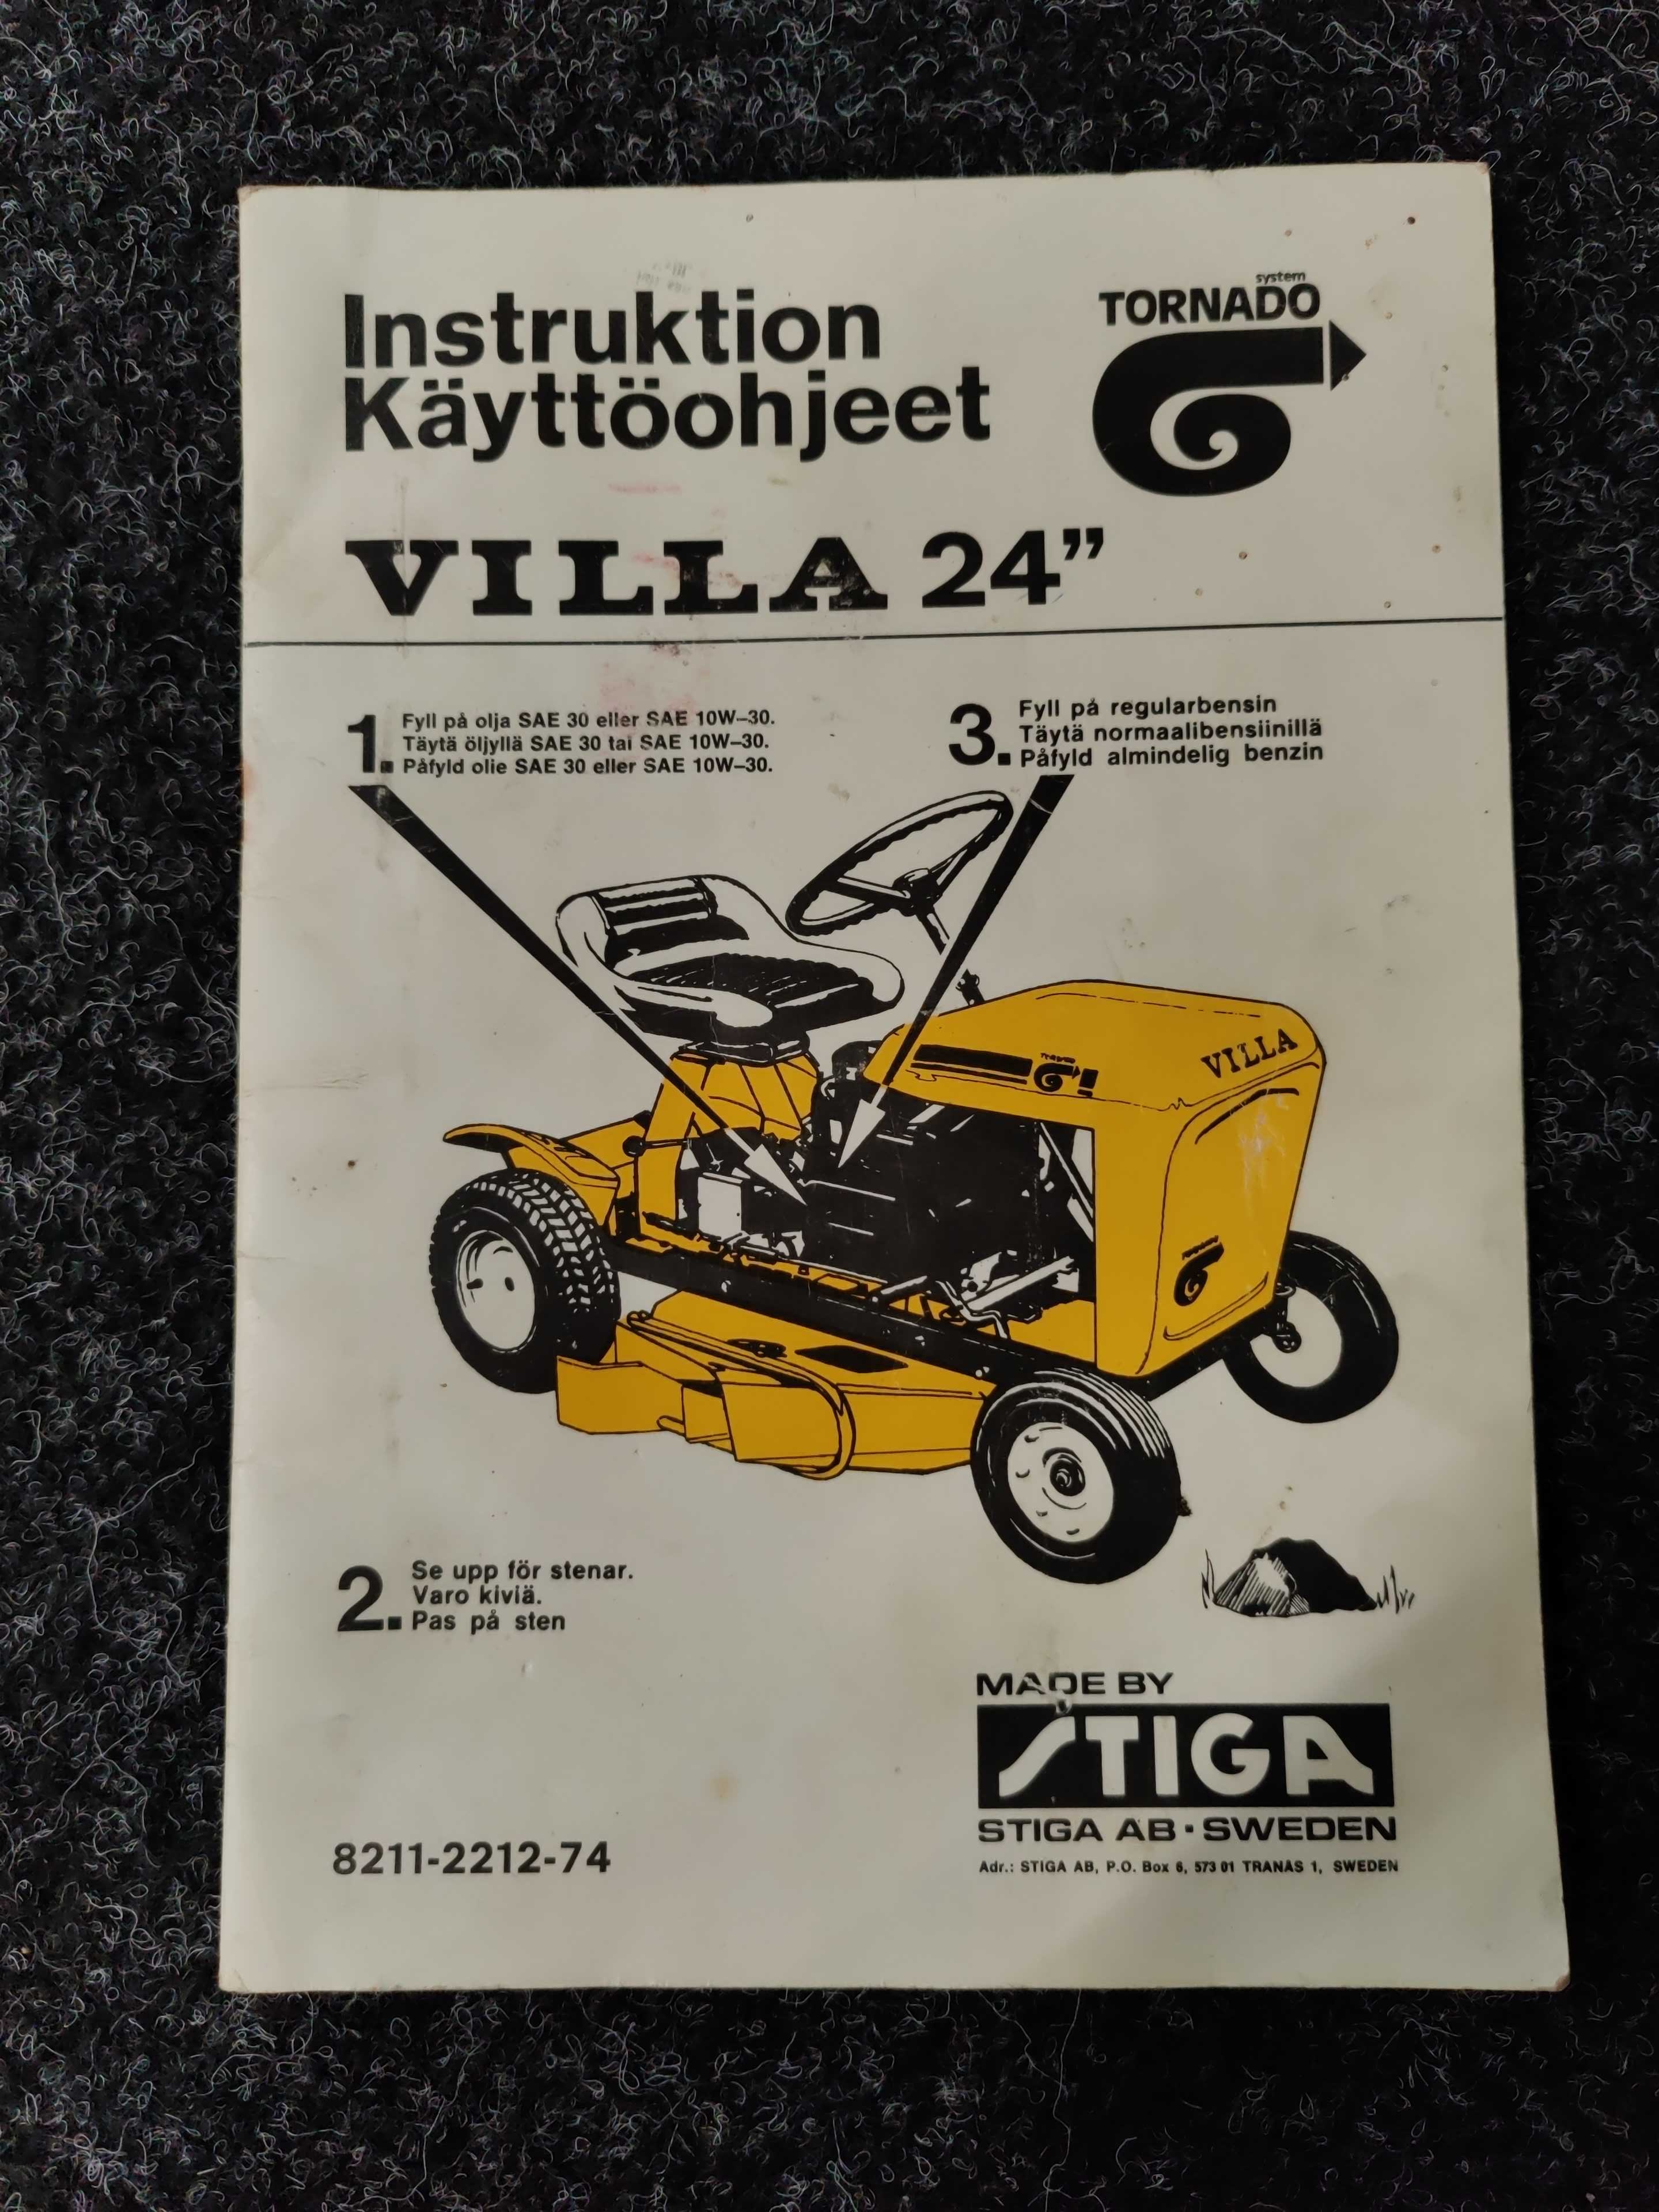 Instruktion
Käyttöohjeet
system
TORNADO
VILLA 24”
1. Fyll på olja SAE 30 eller SAE 10W–30.
Täytä öljyllä SAE 30 tai SAE 10W–30.
Påfyld olie SAE 30 eller SAE 10W–30.
3. Fyll på regularbensin
Täytä normaalibensiinillä
Påfyld almindelig benzin
VILLA
2. Se upp för stenar.
Varo kiviä.
Pas på sten
MADE BY
STIGA
STIGA AB · SWEDEN
Adr.: STIGA AB, P.O. Box 6, 573 01 TRANÅS 1, SWEDEN
8211-2212-74